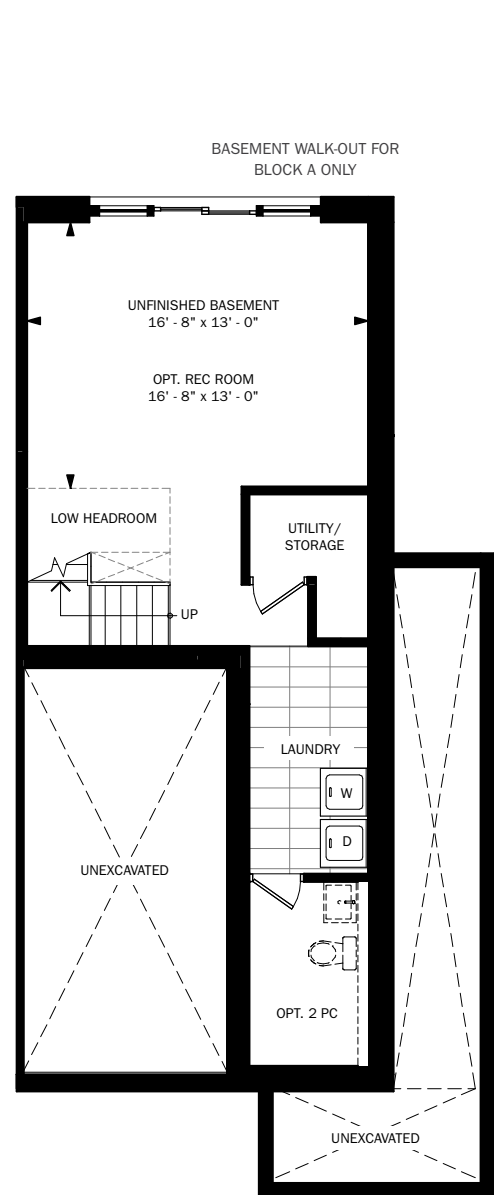 BASEMENT WALK-OUT FOR
BLOCK A ONLY
UNFINISHED BASEMENT
16' - 8" x 13' - 0"
OPT. REC ROOM
16' - 8" x 13' - 0"
LOW HEADROOM
UTILITY/
STORAGE
UP
LAUNDRY
W
D
UNEXCAVATED
OPT. 2 PC
UNEXCAVATED